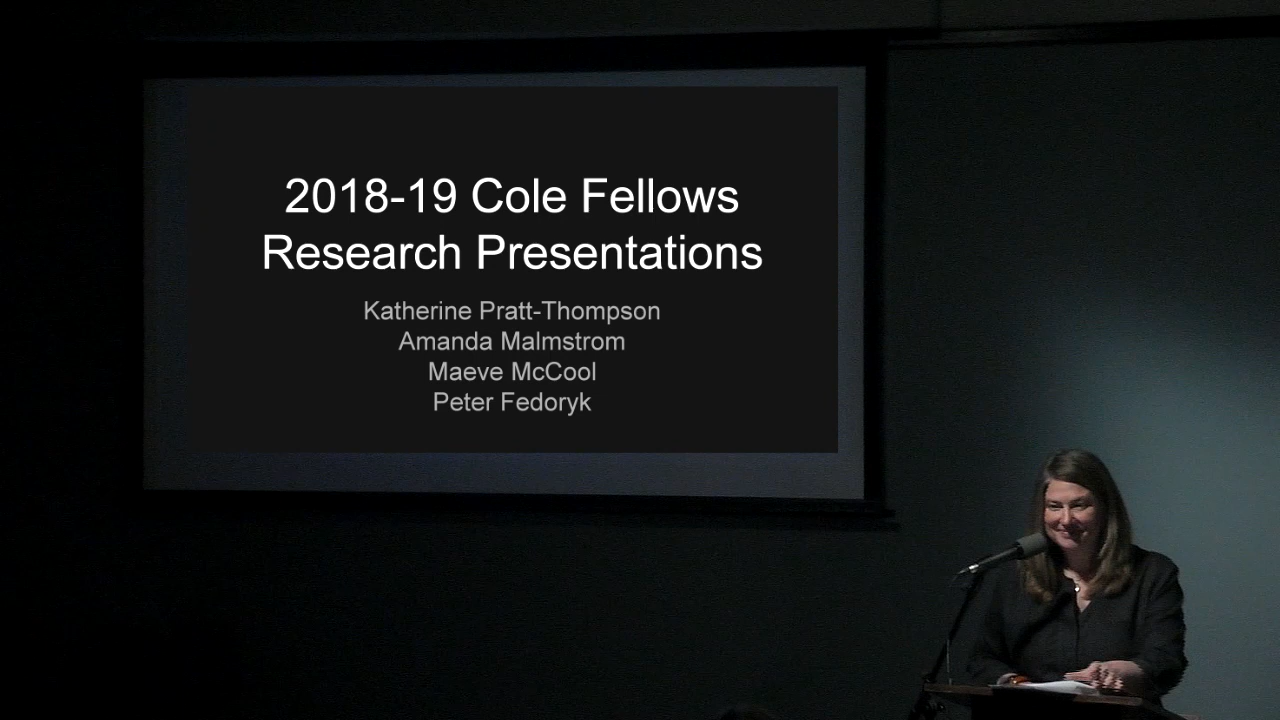 2018-19 Cole Fellows
Research Presentations
Katherine Pratt-Thompson
Amanda Malmstrom
Maeve McCool
Peter Fedoryk